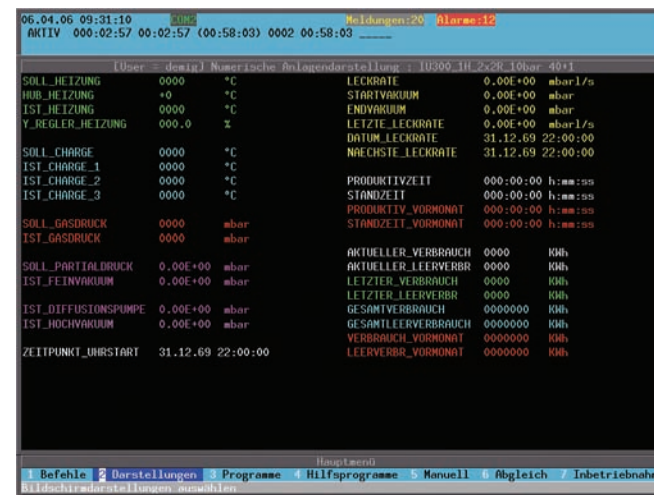 06.04.06 09:31:10 COM2 Meldungen:20 Alarme:12
AKTIV 000:02:57 00:02:57 (00:58:03) 0002 00:58:03 _____
[User = demig] Numerische Anlagendarstellung : IU300_1H_2x2R_10bar 40*1
SOLL_HEIZUNG 0000 °C LECKRATE 0.00E+00 mbarl/s
HUB_HEIZUNG +0 °C STARTVAKUUM 0.00E+00 mbar
IST_HEIZUNG 0000 °C ENDVAKUUM 0.00E+00 mbar
Y_REGLER_HEIZUNG 000.0 % LETZTE_LECKRATE 0.00E+00 mbarl/s
DATUM_LECKRATE 31.12.69 22:00:00
SOLL_CHARGE 0000 °C NAECHSTE_LECKRATE 31.12.69 22:00:00
IST_CHARGE_1 0000 °C
IST_CHARGE_2 0000 °C PRODUKTIVZEIT 000:00:00 h:mm:ss
IST_CHARGE_3 0000 °C STANDZEIT 000:00:00 h:mm:ss
PRODUKTIV_VORMONAT 000:00:00 h:mm:ss
SOLL_GASDRUCK 0000 mbar STANDZEIT_VORMONAT 000:00:00 h:mm:ss
IST_GASDRUCK 0000 mbar
AKTUELLER_VERBRAUCH 0000 KWh
SOLL_PARTIALDRUCK 0.00E+00 mbar AKTUELLER_LEERVERBR 0000 KWh
IST_FEINVAKUUM 0.00E+00 mbar LETZTER_VERBRAUCH 0000 KWh
LETZTER_LEERVERBR 0000 KWh
IST_DIFFUSIONSPUMPE 0.00E+00 mbar GESAMTVERBRAUCH 0000000 KWh
IST_HOCHVAKUUM 0.00E+00 mbar GESAMTLEERVERBRAUCH 0000000 KWh
VERBRAUCH_VORMONAT 0000000 KWh
ZEITPUNKT_UHRSTART 31.12.69 22:00:00 LEERVERBR_VORMONAT 0000000 KWh
Hauptmenü
1 Befehle 2 Darstellungen 3 Programme 4 Hilfsprogramme 5 Manuell 6 Abgleich 7 Inbetriebnahm
Bildschirmdarstellungen auswählen